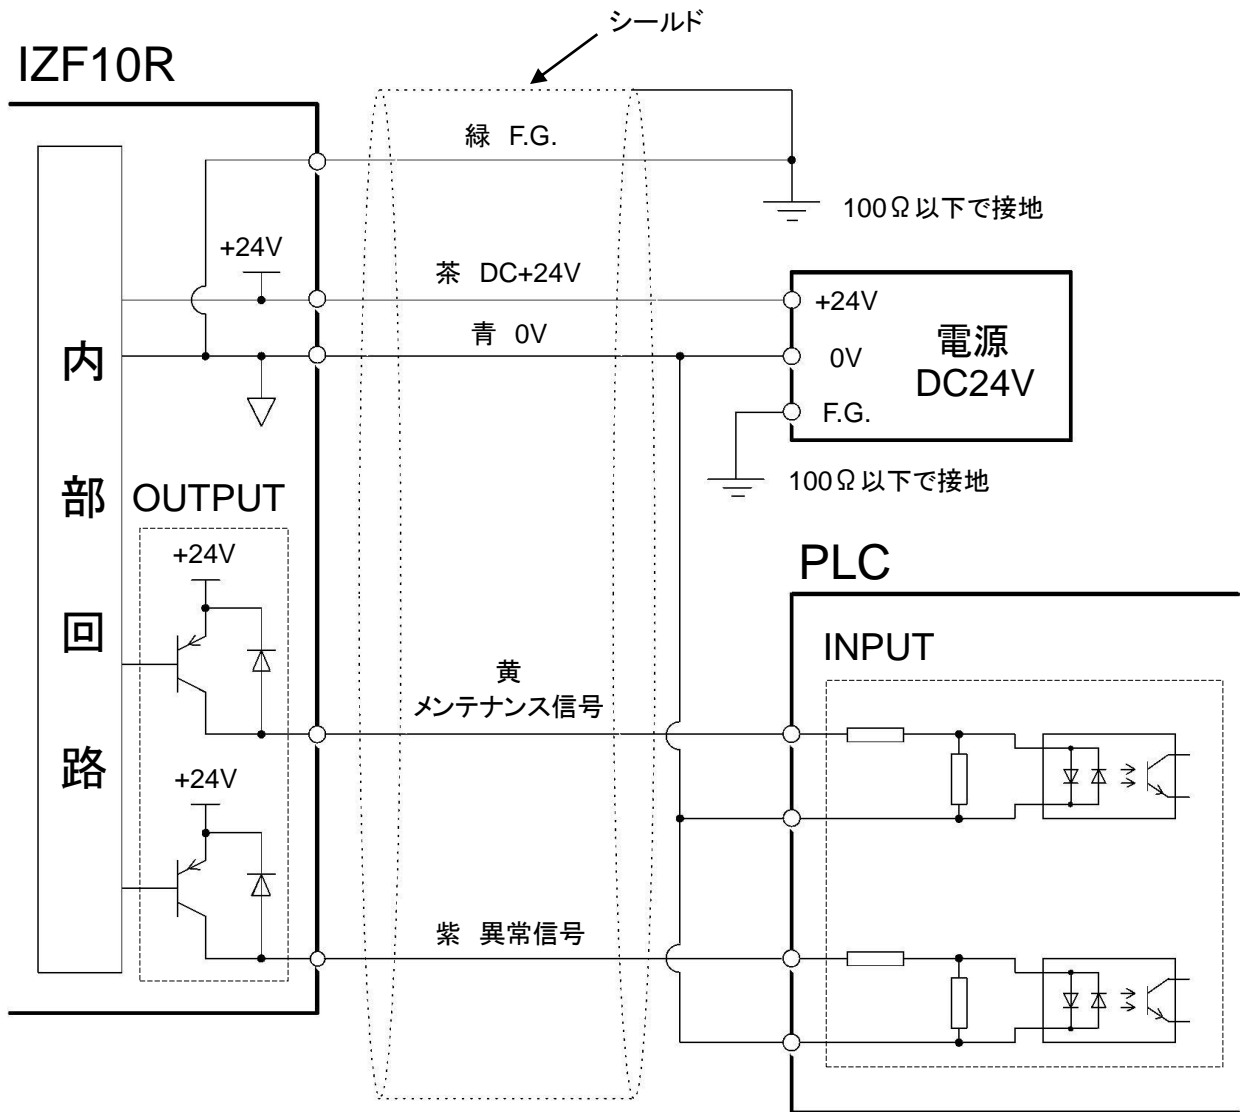 シールド
IZF10R
緑 F.G.
100Ω以下で接地
+24V
茶 DC+24V
+24V
青 0V
0V
電源
DC24V
F.G.
100Ω以下で接地
内部回路
OUTPUT
+24V
PLC
INPUT
黄
メンテナンス信号
+24V
紫 異常信号